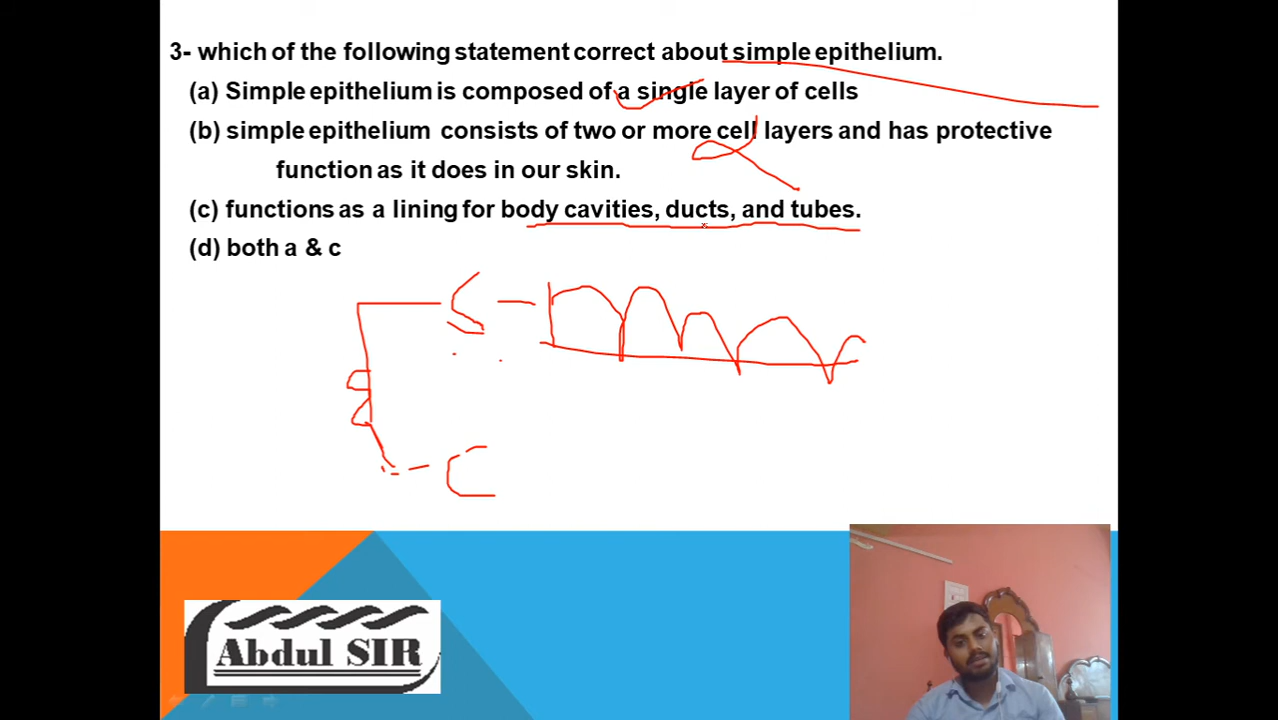 3- which of the following statement correct about simple epithelium.
(a) Simple epithelium is composed of a single layer of cells
(b) simple epithelium consists of two or more cell layers and has protective
function as it does in our skin.
(c) functions as a lining for body cavities, ducts, and tubes.
(d) both a & c
S
C
Abdul SIR